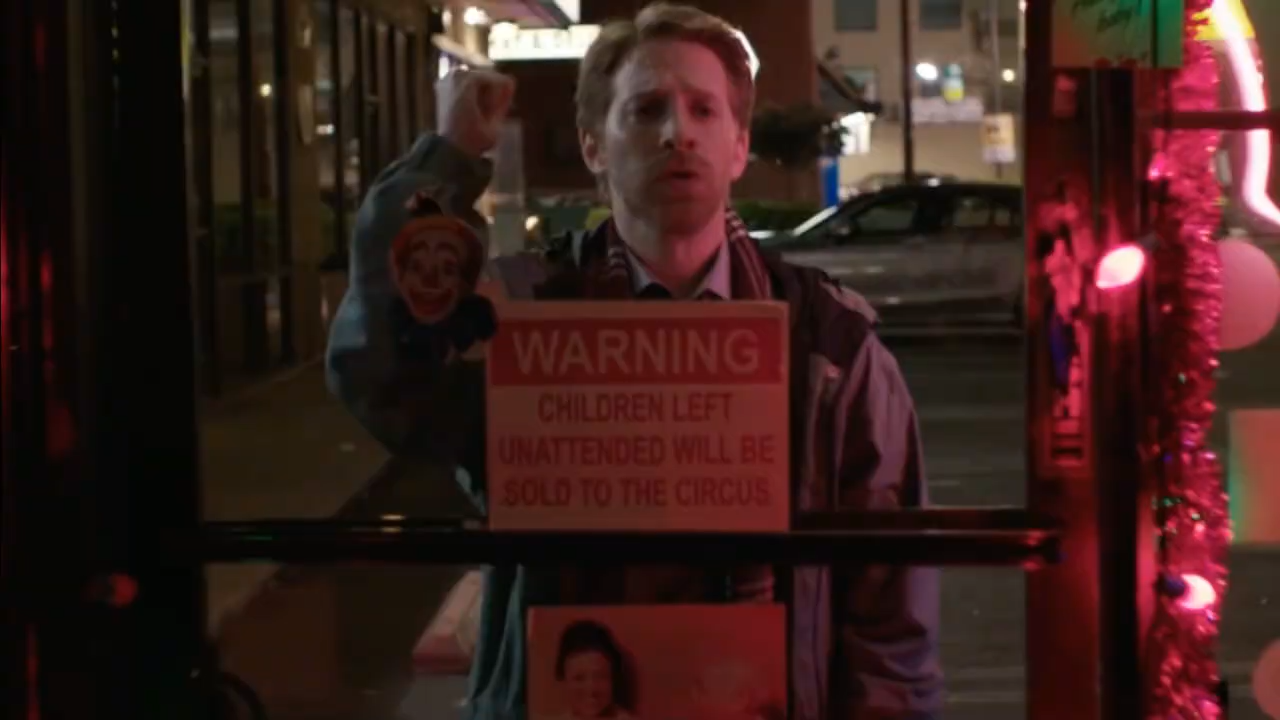 WARNING
CHILDREN LEFT
UNATTENDED WILL BE
SOLD TO THE CIRCUS.